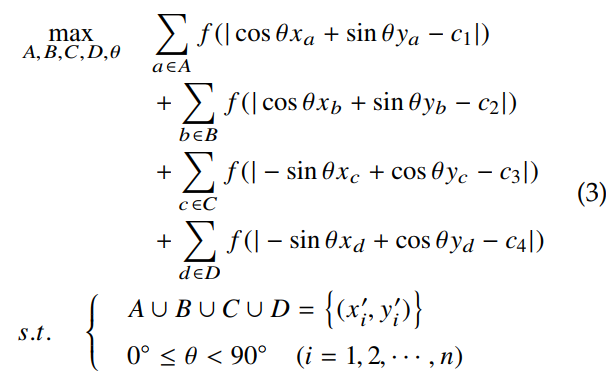 max Σ f(| cos θx_a + sin θy_a − c_1|)
A,B,C,D,θ a∈A
+ Σ f(| cos θx_b + sin θy_b − c_2|)
b∈B
+ Σ f(| − sin θx_c + cos θy_c − c_3|)
c∈C
(3)
+ Σ f(| − sin θx_d + cos θy_d − c_4|)
d∈D
s.t. { A ∪ B ∪ C ∪ D = {(x′_i, y′_i)}
0° ≤ θ < 90° (i = 1, 2, ⋯ , n)